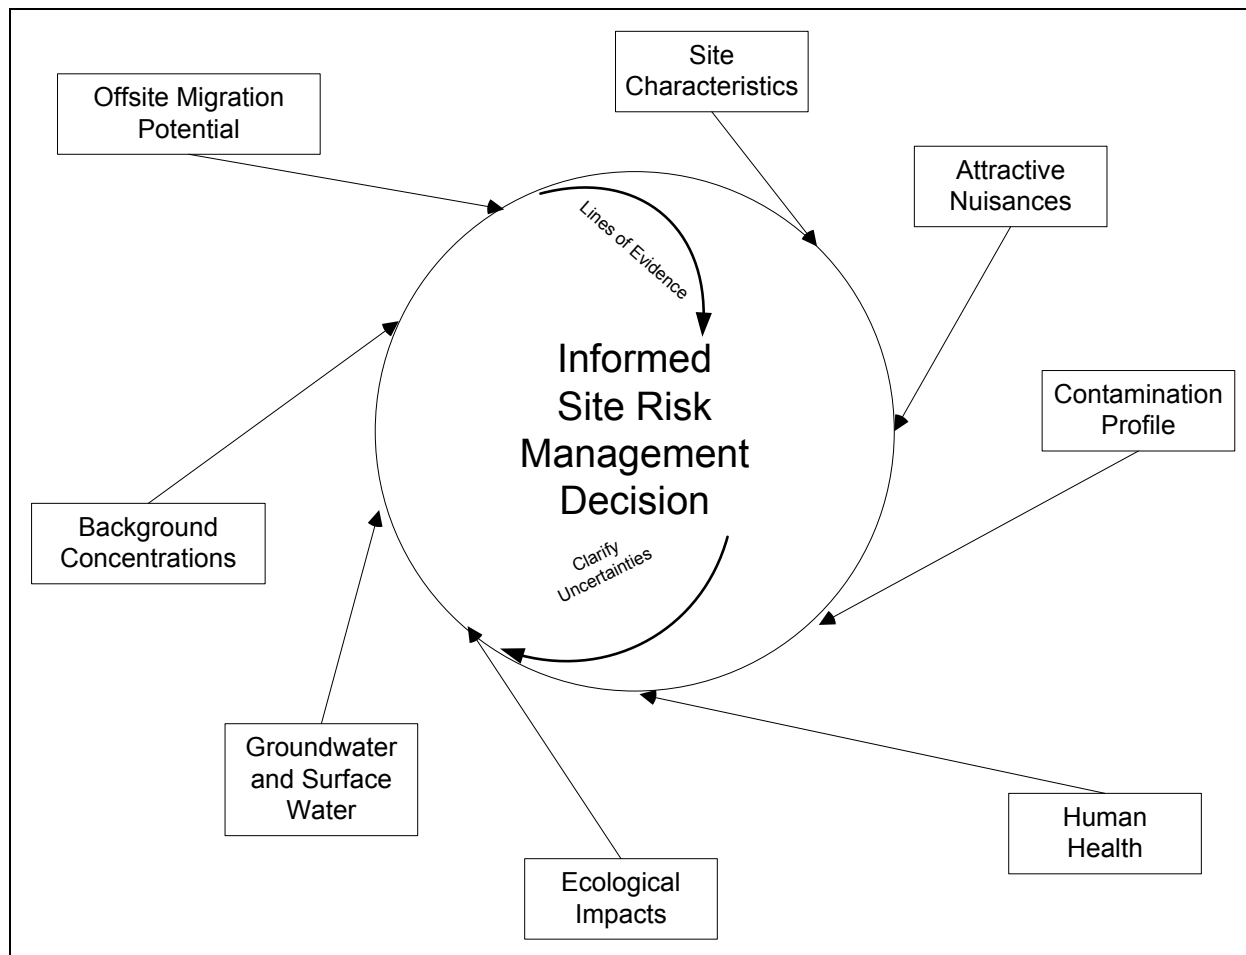 Site
Characteristics
Offsite Migration
Potential
Attractive
Nuisances
Lines of Evidence
Informed
Site Risk
Management
Decision
Contamination
Profile
Background
Concentrations
Clarify
Uncertainties
Groundwater
and Surface
Water
Human
Health
Ecological
Impacts